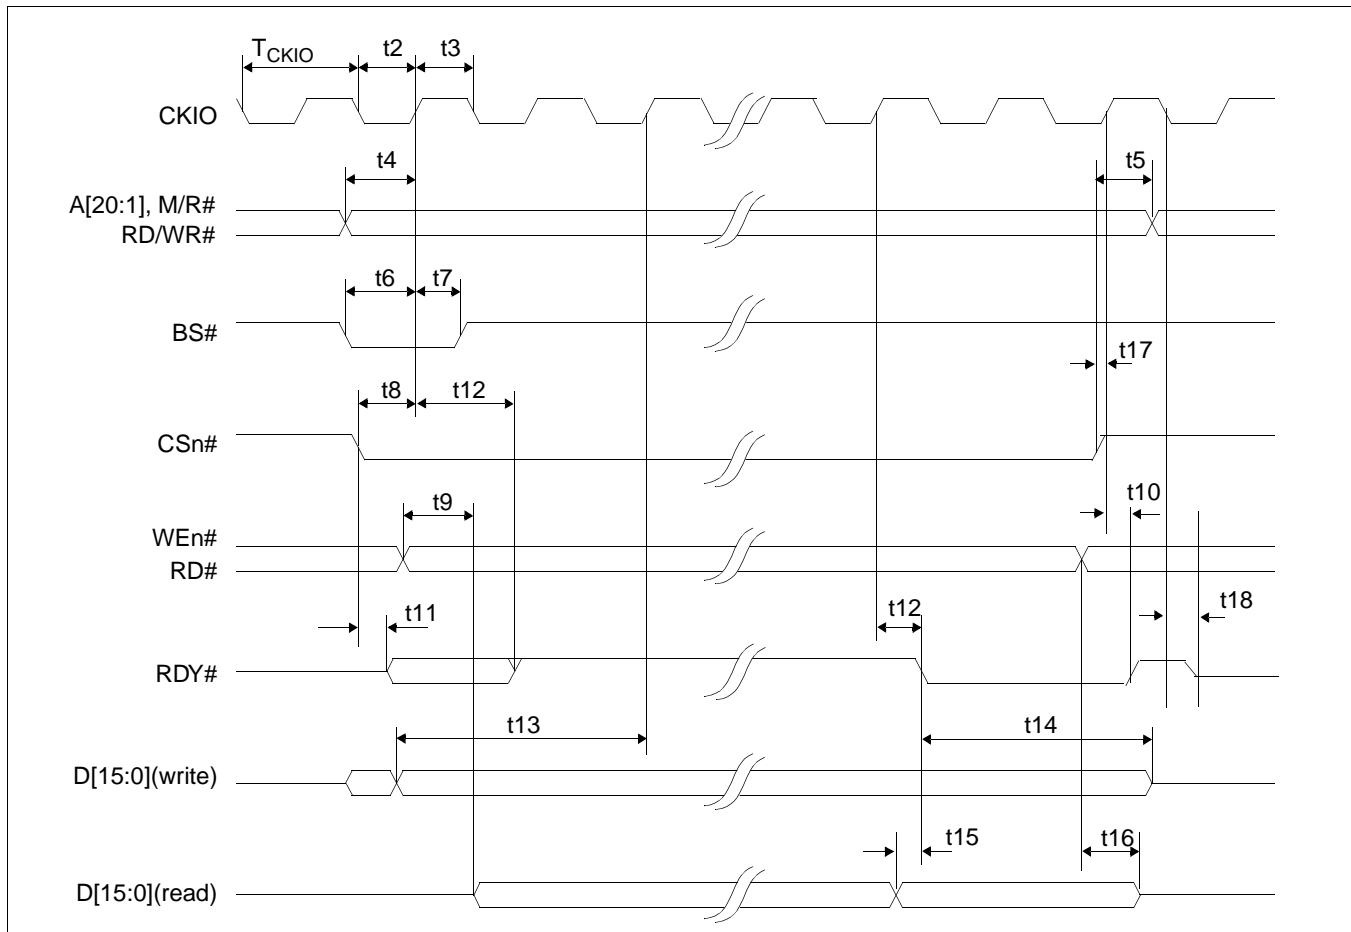 TCKIO t2 t3
CKIO
t4 t5
A[20:1], M/R#
RD/WR#
t6 t7
BS#
t17
t8 t12
CSn#
t10
t9
WEn#
RD#
t18
t11 t12
RDY#
t13 t14
D[15:0](write)
t15 t16
D[15:0](read)